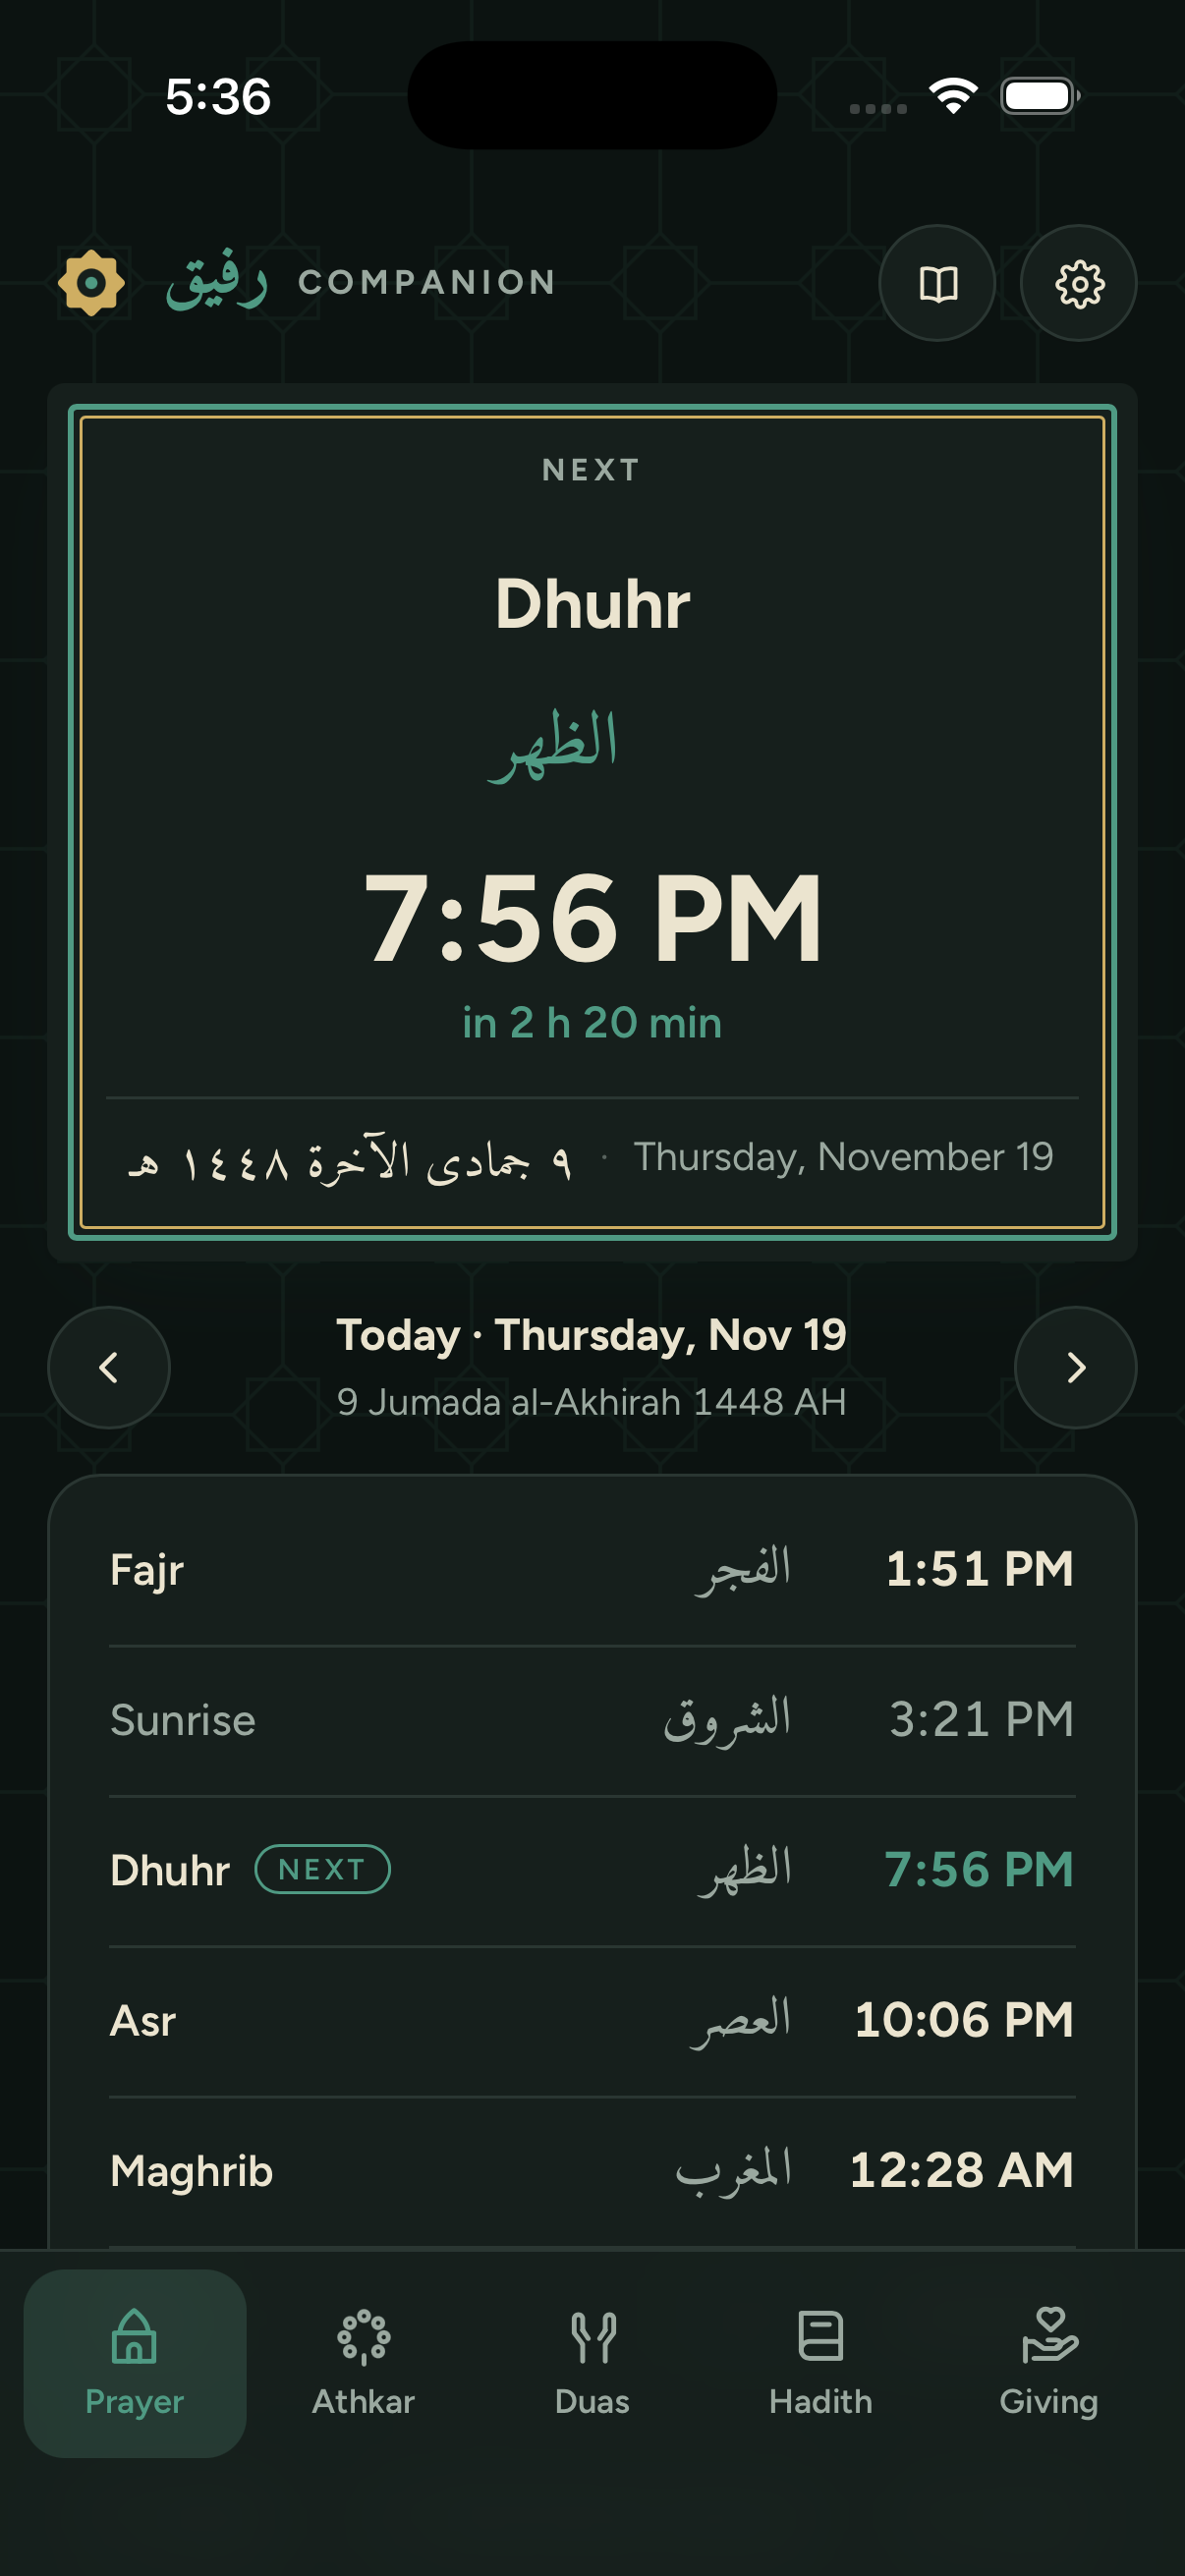 5:36
رفيق COMPANION
NEXT
Dhuhr
الظهر
7:56 PM
in 2 h 20 min
٩ جمادى الآخرة ١٤٤٨ هـ · Thursday, November 19
Today · Thursday, Nov 19
9 Jumada al-Akhirah 1448 AH
Fajr الفجر 1:51 PM
Sunrise الشروق 3:21 PM
Dhuhr NEXT الظهر 7:56 PM
Asr العصر 10:06 PM
Maghrib المغرب 12:28 AM
Prayer Athkar Duas Hadith Giving